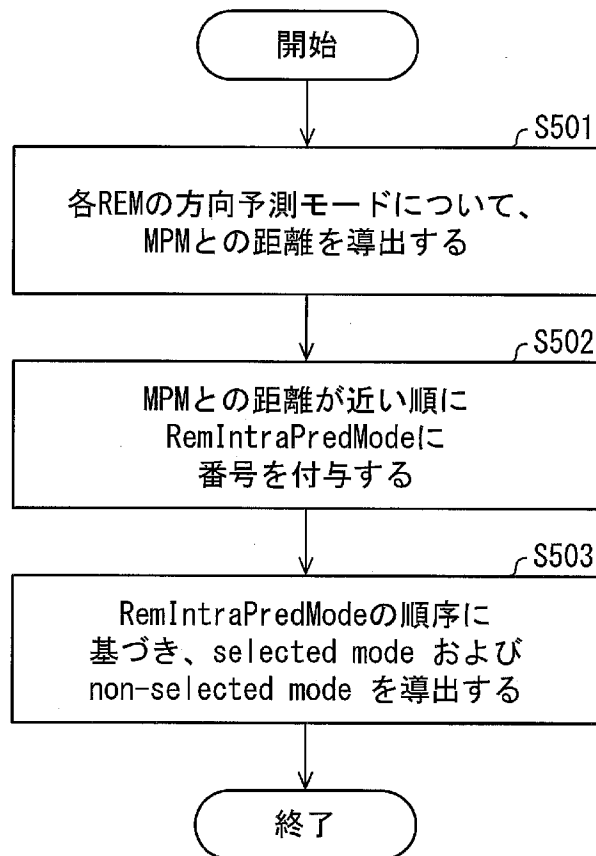 開始
S501
各REMの方向予測モードについて、
MPMとの距離を導出する
S502
MPMとの距離が近い順に
RemIntraPredModeに
番号を付与する
S503
RemIntraPredModeの順序に
基づき、selected mode および
non-selected mode を導出する
終了